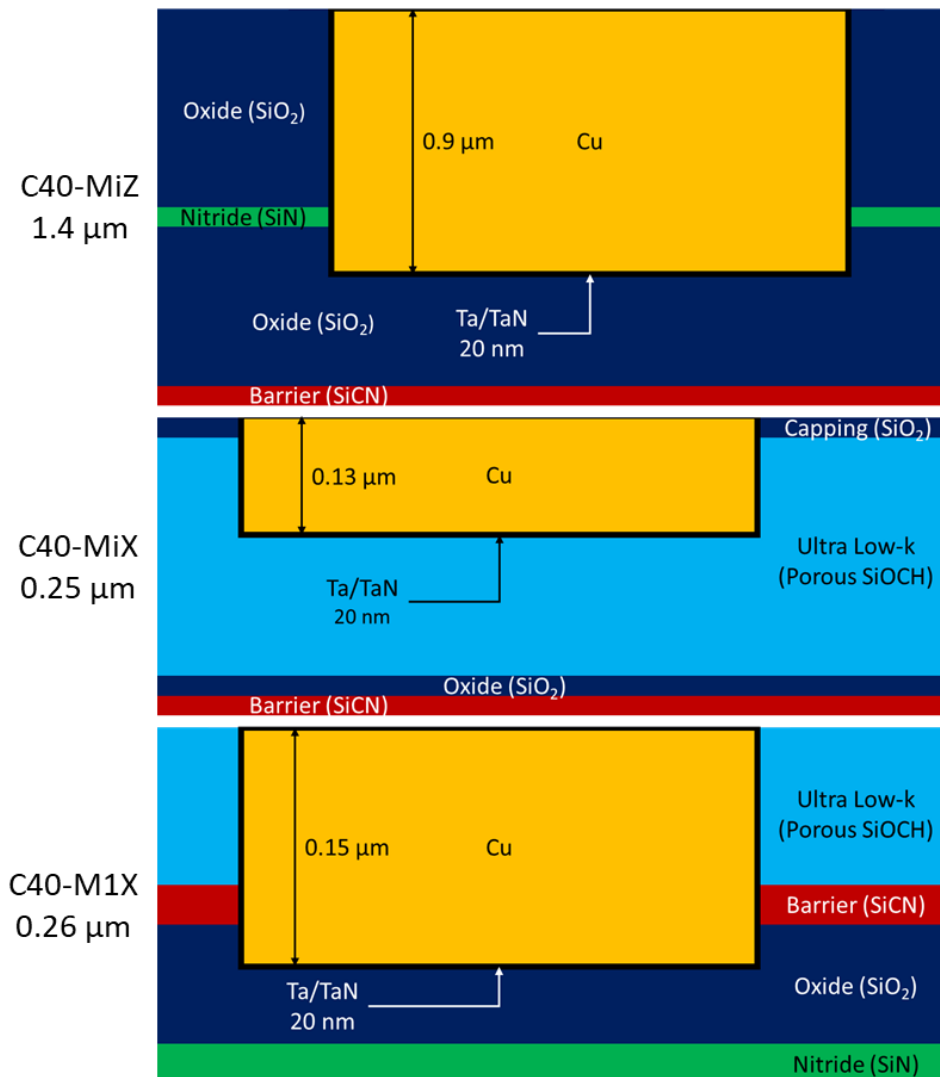 Oxide (SiO₂)
0.9 μm
Cu
C40-MiZ
1.4 μm
Nitride (SiN)
Oxide (SiO₂)
Ta/TaN
20 nm
Barrier (SiCN)
Capping (SiO₂)
0.13 μm
Cu
C40-MiX
0.25 μm
Ultra Low-k
(Porous SiOCH)
Ta/TaN
20 nm
Oxide (SiO₂)
Barrier (SiCN)
Ultra Low-k
(Porous SiOCH)
0.15 μm
Cu
C40-M1X
0.26 μm
Barrier (SiCN)
Ta/TaN
20 nm
Oxide (SiO₂)
Nitride (SiN)